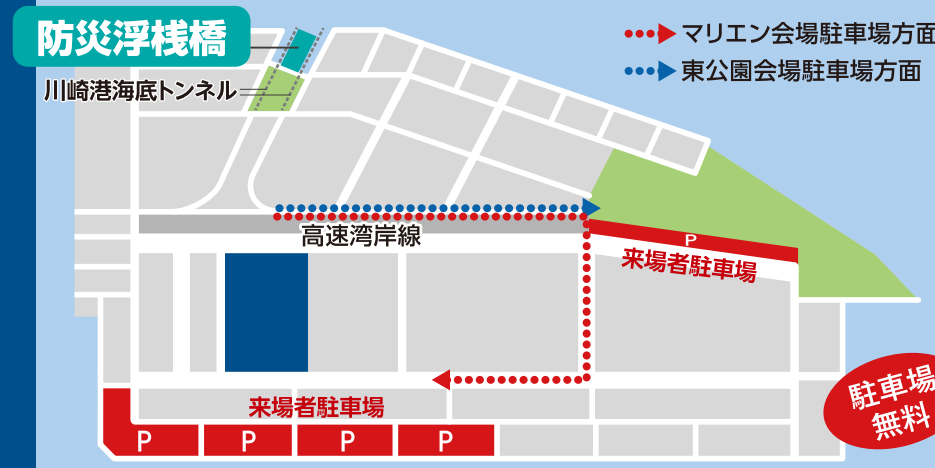 防災浮桟橋
川崎港海底トンネル
マリエン会場駐車場方面
東公園会場駐車場方面
高速湾岸線
P
来場者駐車場
駐車場
無料
来場者駐車場
P
P
P
P